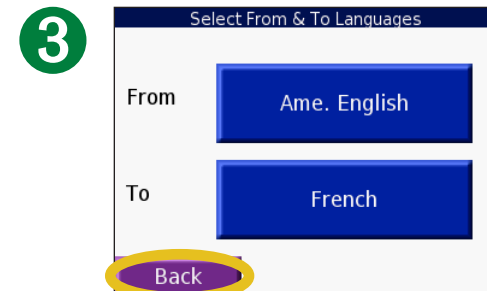 3
Select From & To Languages
From
Ame. English
To
French
Back